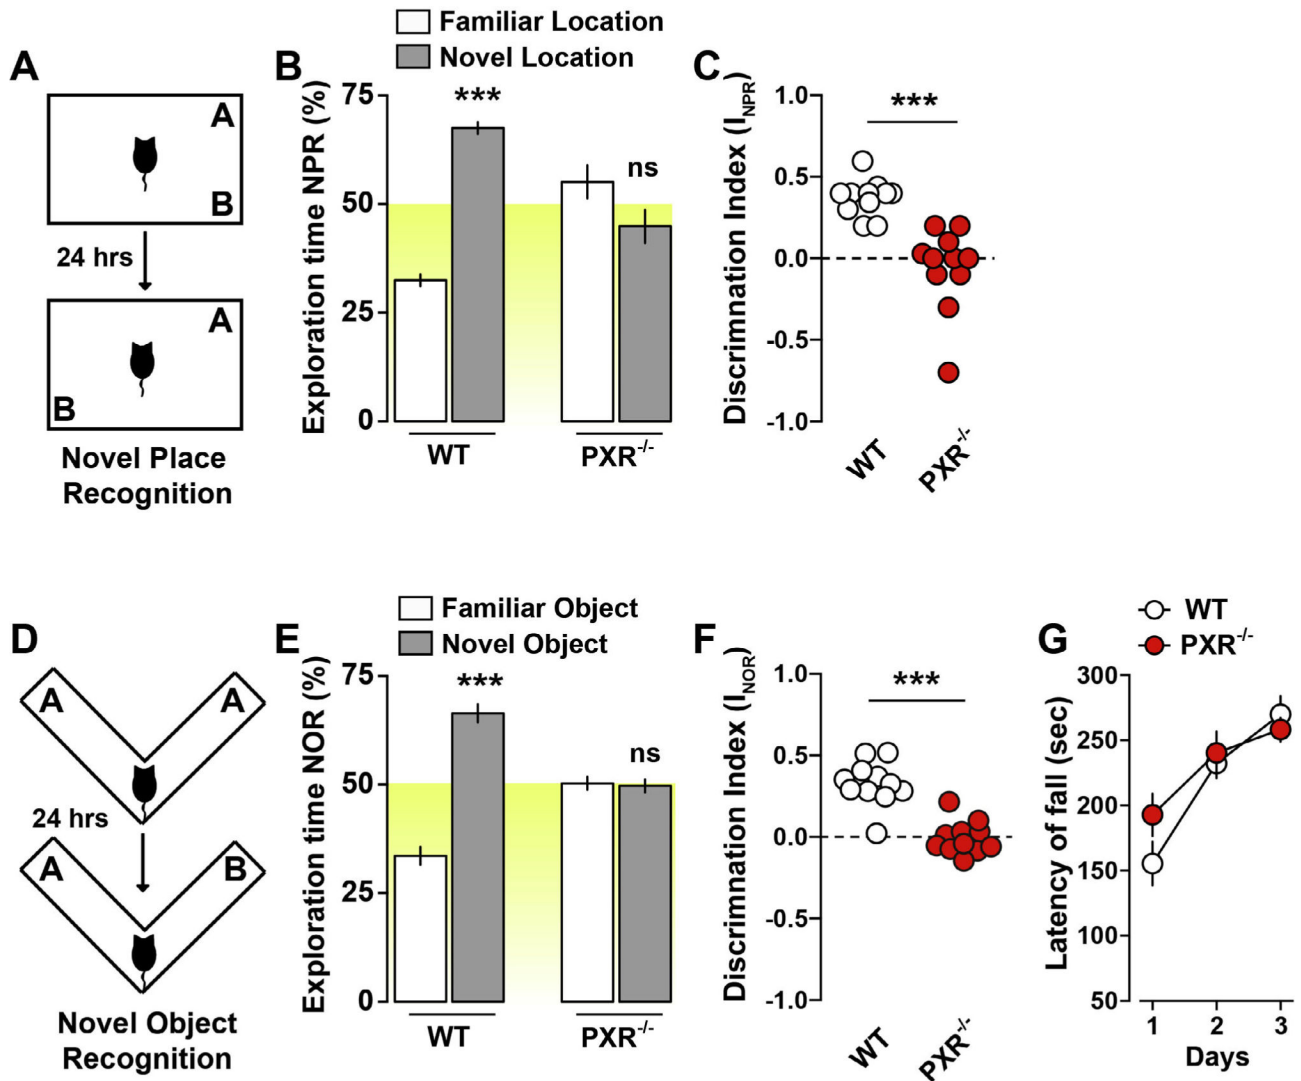 A
A
B
24 hrs
A
B
Novel Place
Recognition
B
Familiar Location
Novel Location
Exploration time NPR (%)
75
50
25
0
***
ns
WT
PXR-/-
C
Discrimnation Index (INPR)
1.0
0.5
0.0
-0.5
-1.0
***
WT
PXR-/-
D
A
A
24 hrs
A
B
Novel Object
Recognition
E
Familiar Object
Novel Object
Exploration time NOR (%)
75
50
25
0
***
ns
WT
PXR-/-
F
Discrimnation Index (INOR)
1.0
0.5
0.0
-0.5
-1.0
***
WT
PXR-/-
G
WT
PXR-/-
Latency of fall (sec)
300
250
200
150
100
50
1 2 3
Days